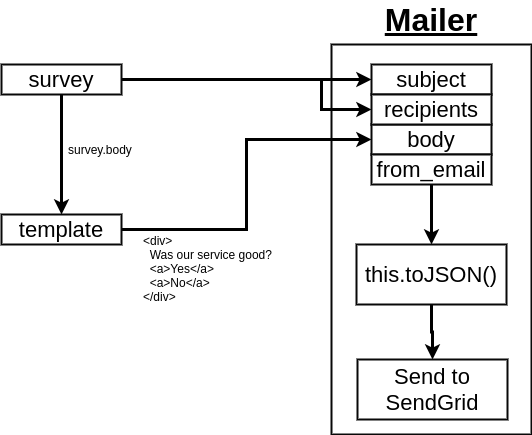 Mailer
survey
subject
recipients
body
from_email
survey.body
template
<div>
Was our service good?
<a>Yes</a>
<a>No</a>
</div>
this.toJSON()
Send to
SendGrid